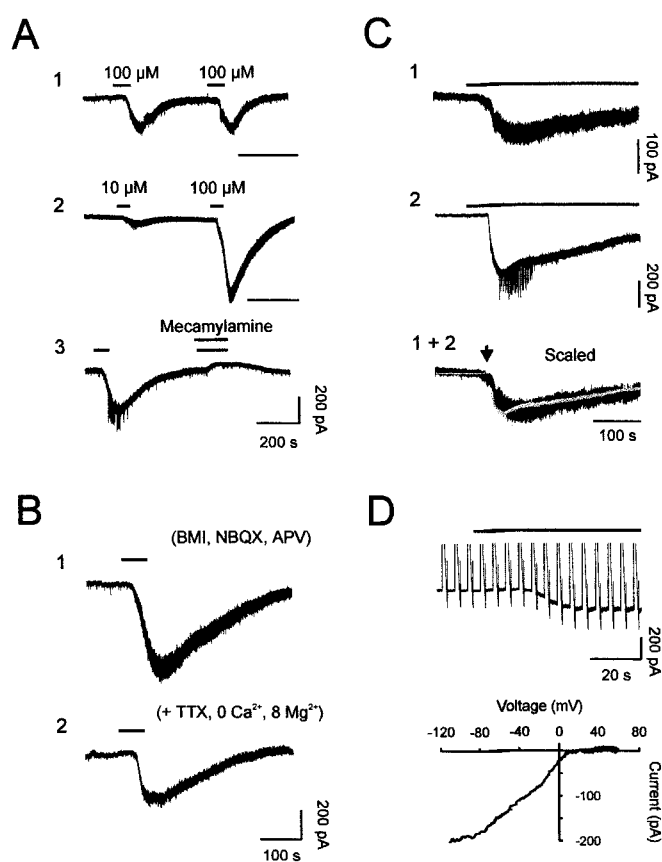 A
1
100 µM 100 µM
2
10 µM 100 µM
Mecamylamine
3
200 pA
200 s
B
1
(BMI, NBQX, APV)
2
(+ TTX, 0 Ca²⁺, 8 Mg²⁺)
200 pA
100 s
C
1
100 pA
2
200 pA
1 + 2
Scaled
100 s
D
200 pA
20 s
Voltage (mV)
-120 -80 -40 0 40 80
-100
-200
Current (pA)